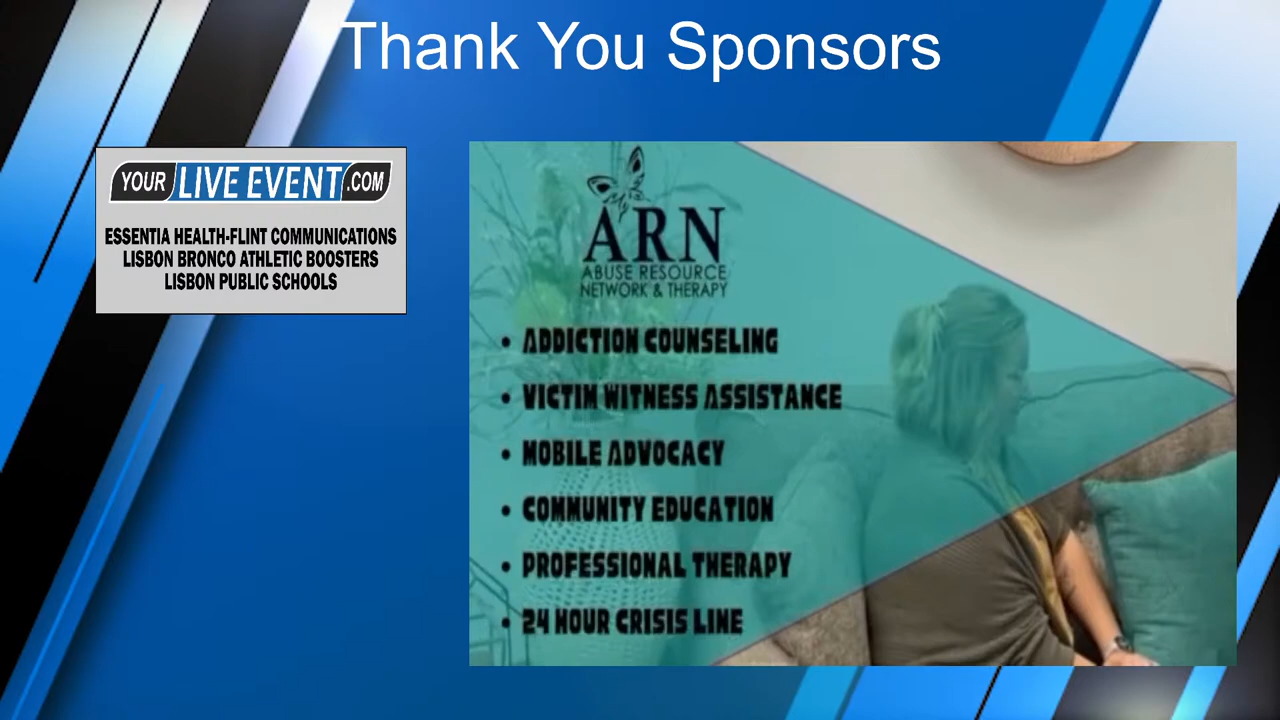 Thank You Sponsors
YOUR LIVE EVENT .COM
ESSENTIA HEALTH-FLINT COMMUNICATIONS
LISBON BRONCO ATHLETIC BOOSTERS
LISBON PUBLIC SCHOOLS
ARN
ABUSE RESOURCE
NETWORK & THERAPY
• ADDICTION COUNSELING
• VICTIM WITNESS ASSISTANCE
• MOBILE ADVOCACY
• COMMUNITY EDUCATION
• PROFESSIONAL THERAPY
• 24 HOUR CRISIS LINE